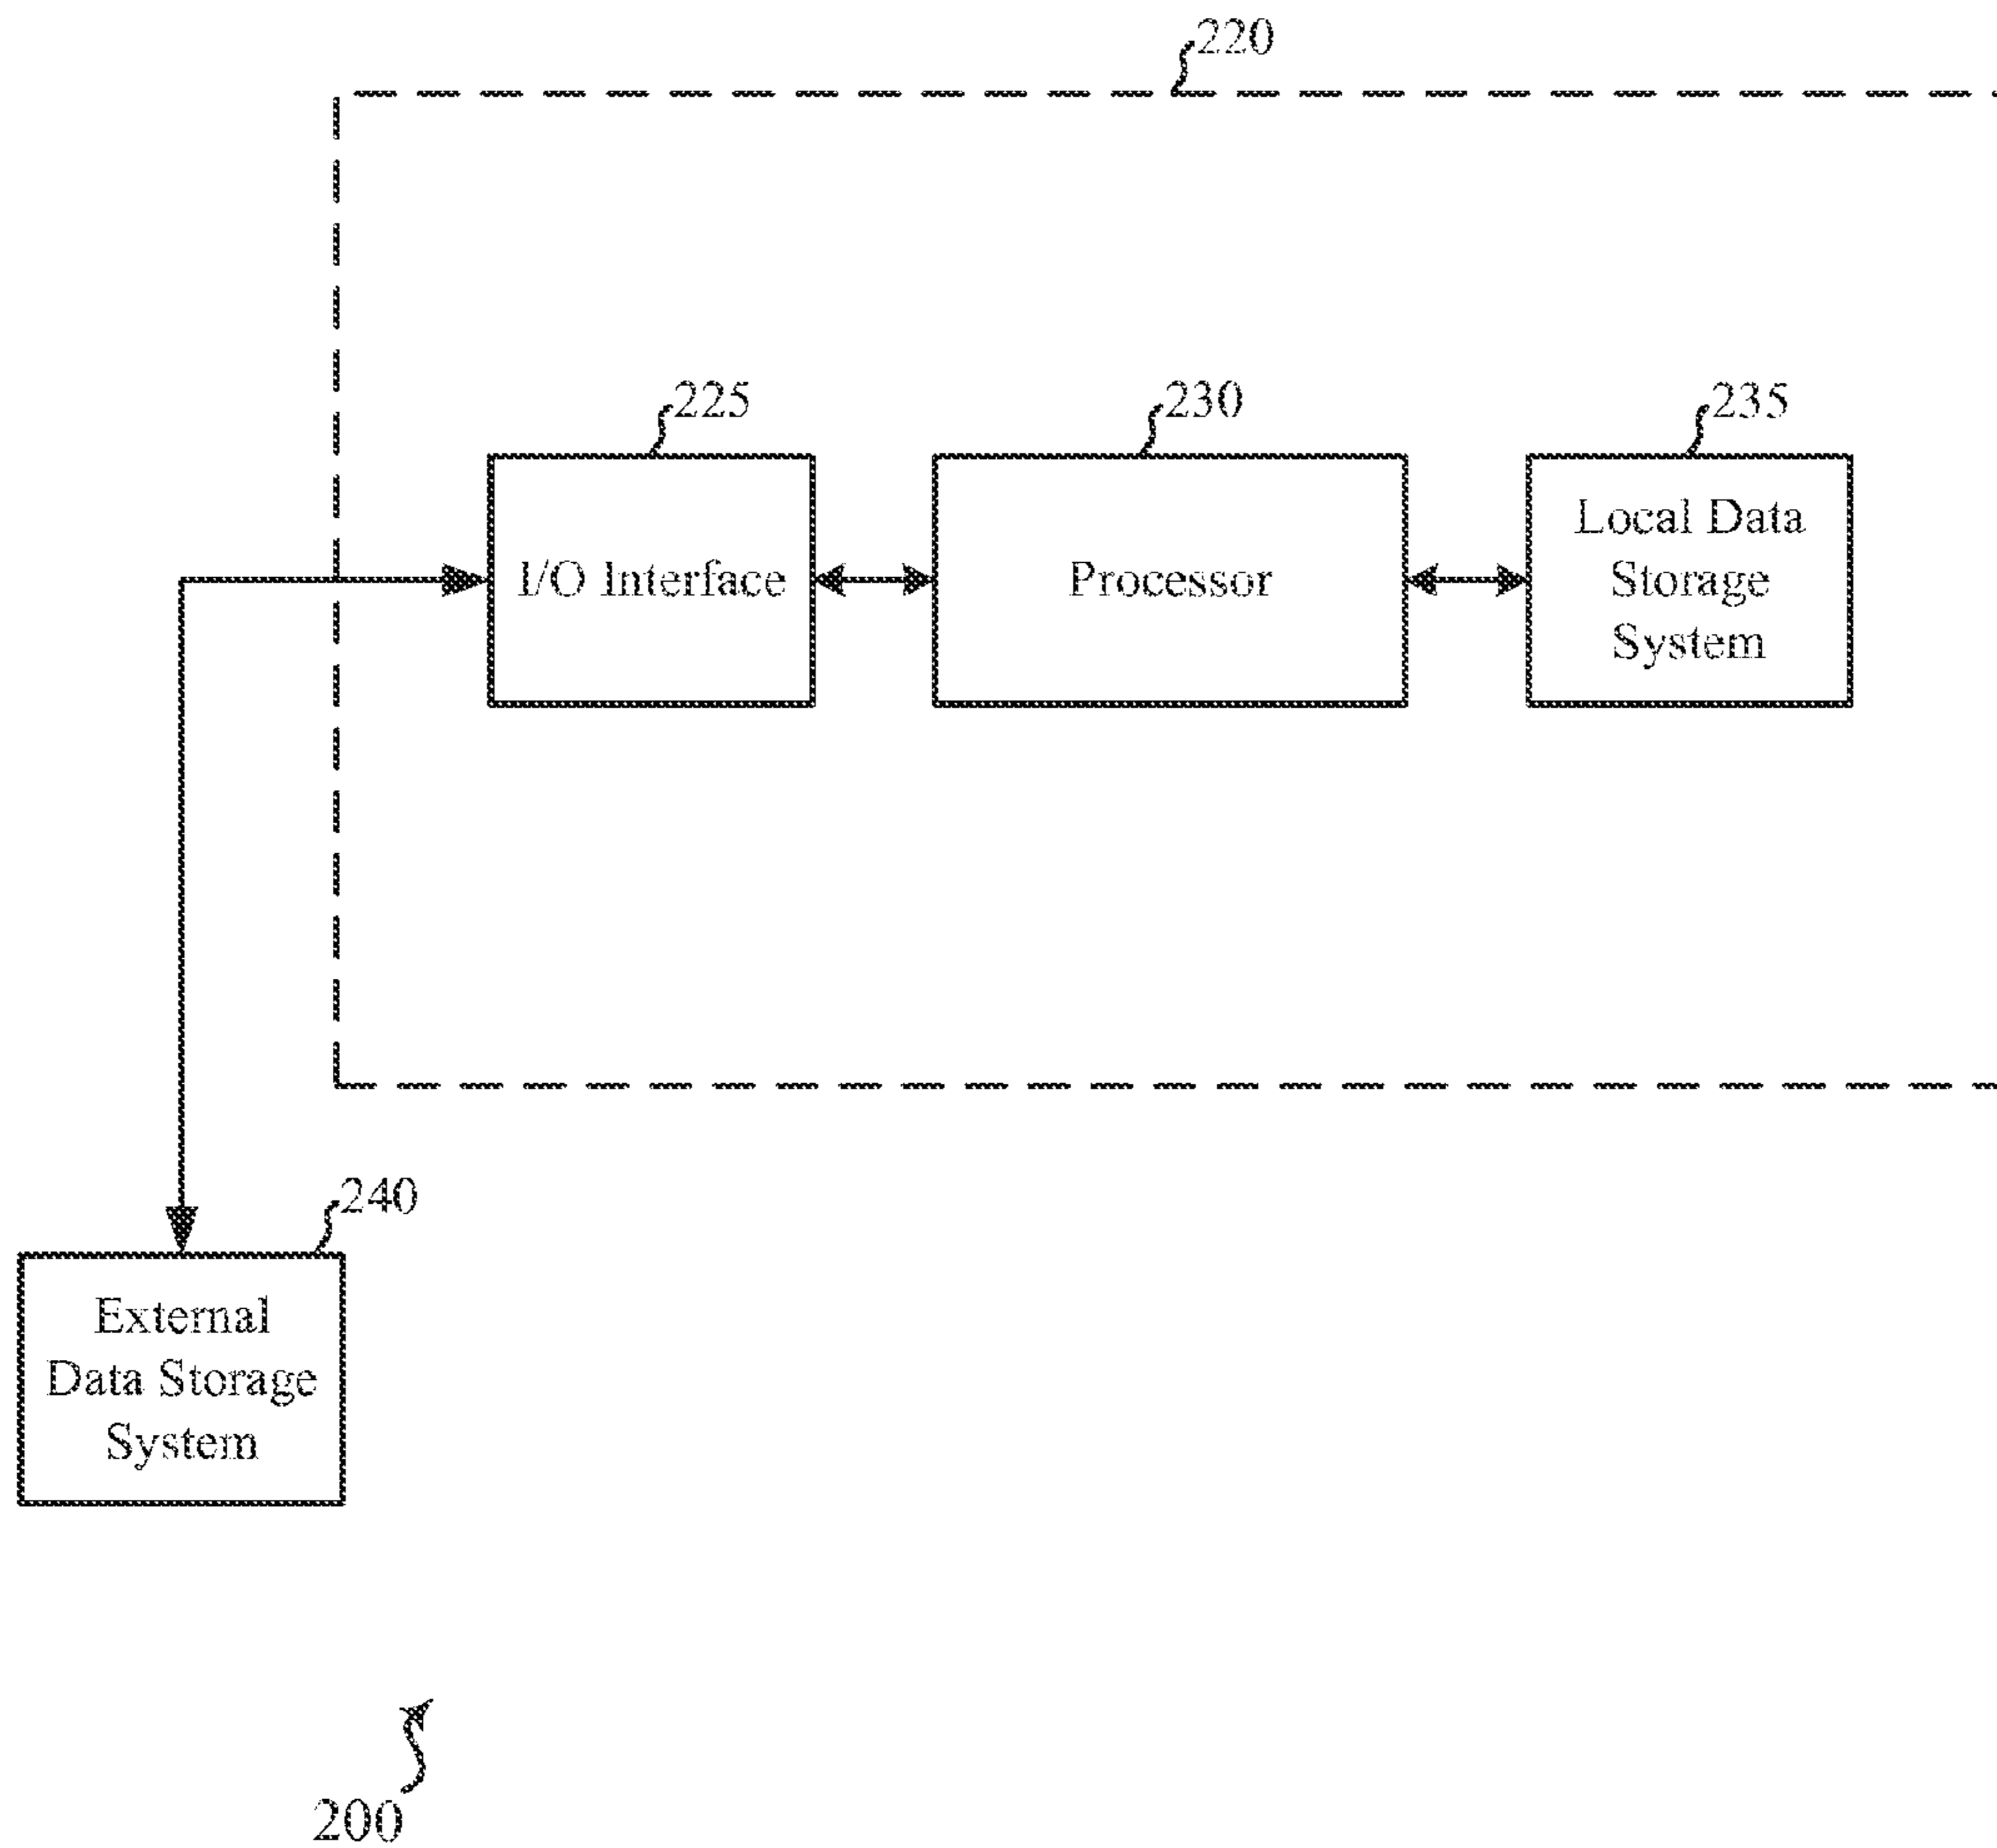 220
225
230
235
I/O Interface
Processor
Local Data
Storage
System
240
External
Data Storage
System
200